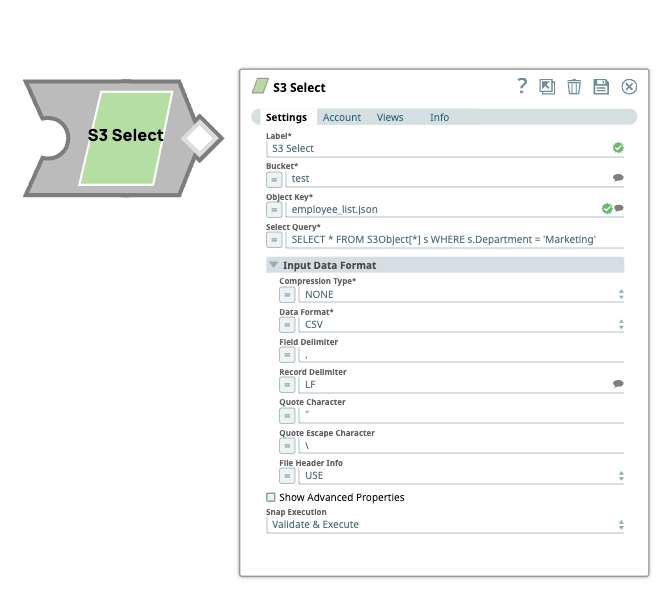 S3 Select
S3 Select
?
Settings Account Views Info
Label*
S3 Select
Bucket*
= test
Object Key*
= employee_list.json
Select Query*
= SELECT * FROM S3Object[*] s WHERE s.Department = 'Marketing'
Input Data Format
Compression Type*
= NONE
Data Format*
= CSV
Field Delimiter
= ,
Record Delimiter
= LF
Quote Character
= "
Quote Escape Character
= \
File Header Info
= USE
Show Advanced Properties
Snap Execution
Validate & Execute